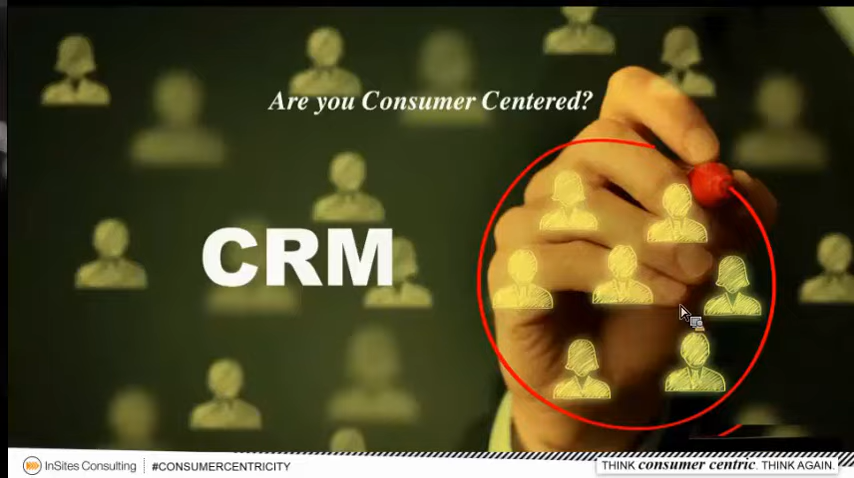 Are you Consumer Centered?
CRM
InSites Consulting
#CONSUMERCENTRICITY
THINK consumer centric. THINK AGAIN.